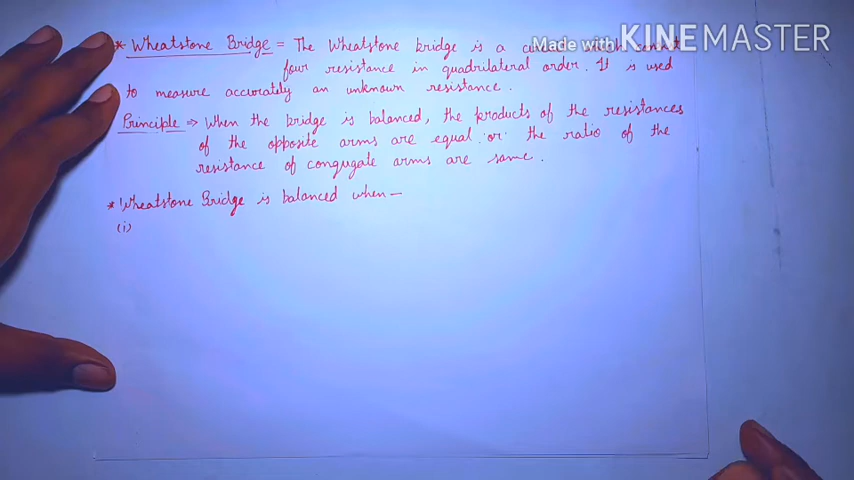 * Wheatstone Bridge = The Wheatstone bridge is a
four resistance in quadrilateral order. It is used
to measure accurately an unknown resistance.
Principle ⇒ When the bridge is balanced, the products of the resistances
of the opposite arms are equal 'or' the ratio of the
resistance of congugate arms are same.
* Wheatstone Bridge is balanced when —
(i)
Made with KINEMASTER